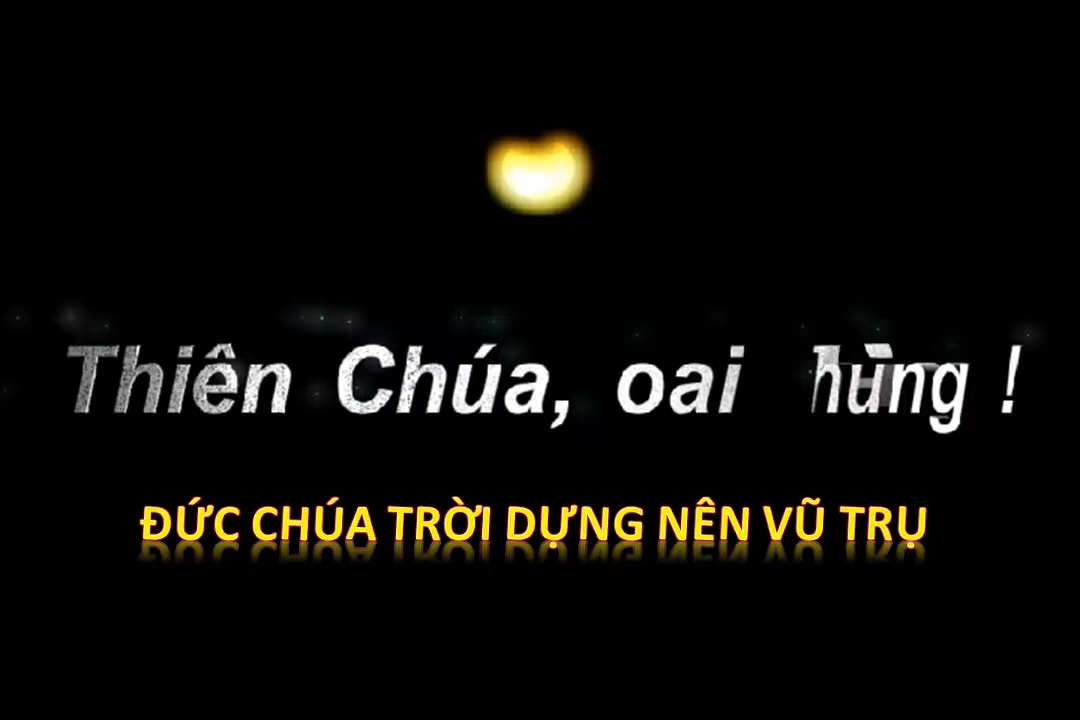 Thiên Chúa, oai hùng !
ĐỨC CHÚA TRỜI DỰNG NÊN VŨ TRỤ